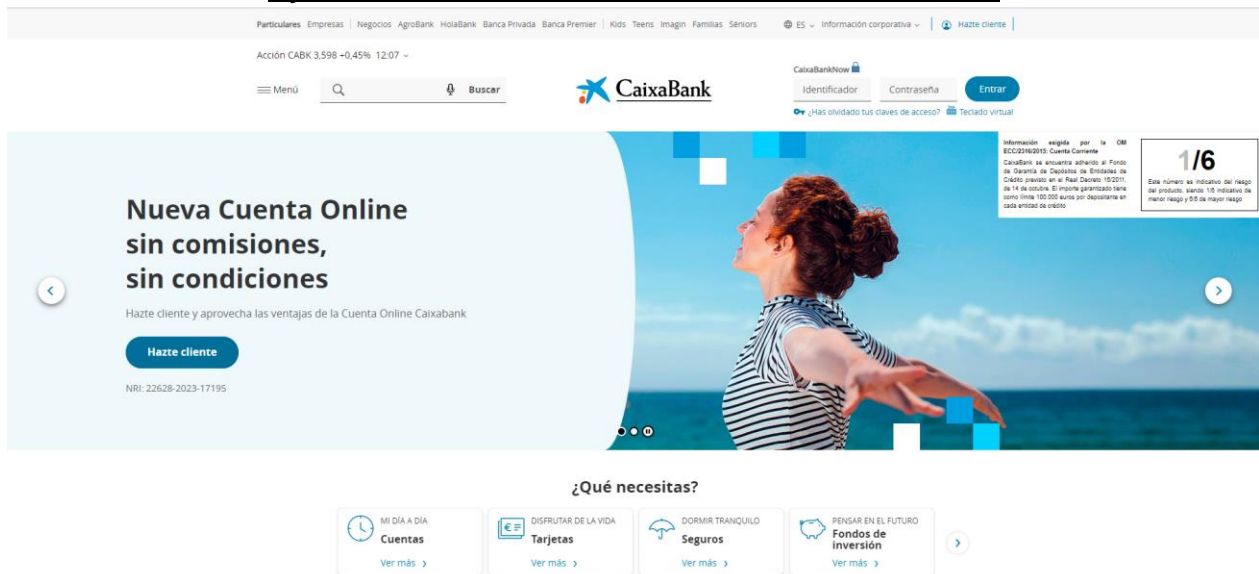 Particulares Empresas | Negocios AgroBank HolaBank Banca Privada Banca Premier | Kids Teens Imagin Familias Séniors ES Información corporativa | Hazte cliente |
Acción CABK 3,598 +0,45% 12:07
CaixaBankNow
Menú Buscar CaixaBank Identificador Contraseña Entrar
¿Has olvidado tus claves de acceso? Teclado virtual
Información exigida por la OM
ECC/2316/2015: Cuenta Corriente
CaixaBank se encuentra adherido al Fondo
de Garantía de Depósitos de Entidades de
Crédito previsto en el Real Decreto 16/2011,
de 14 de octubre. El importe garantizado tiene
como límite 100.000 euros por depositante en
cada entidad de crédito
1/6
Este número es indicativo del riesgo
del producto, siendo 1/6 indicativo de
menor riesgo y 6/6 de mayor riesgo
Nueva Cuenta Online
sin comisiones,
sin condiciones
Hazte cliente y aprovecha las ventajas de la Cuenta Online Caixabank
Hazte cliente
NRI: 22628-2023-17195
¿Qué necesitas?
MI DÍA A DÍA
Cuentas
Ver más
DISFRUTAR DE LA VIDA
Tarjetas
Ver más
DORMIR TRANQUILO
Seguros
Ver más
PENSAR EN EL FUTURO
Fondos de
inversión
Ver más